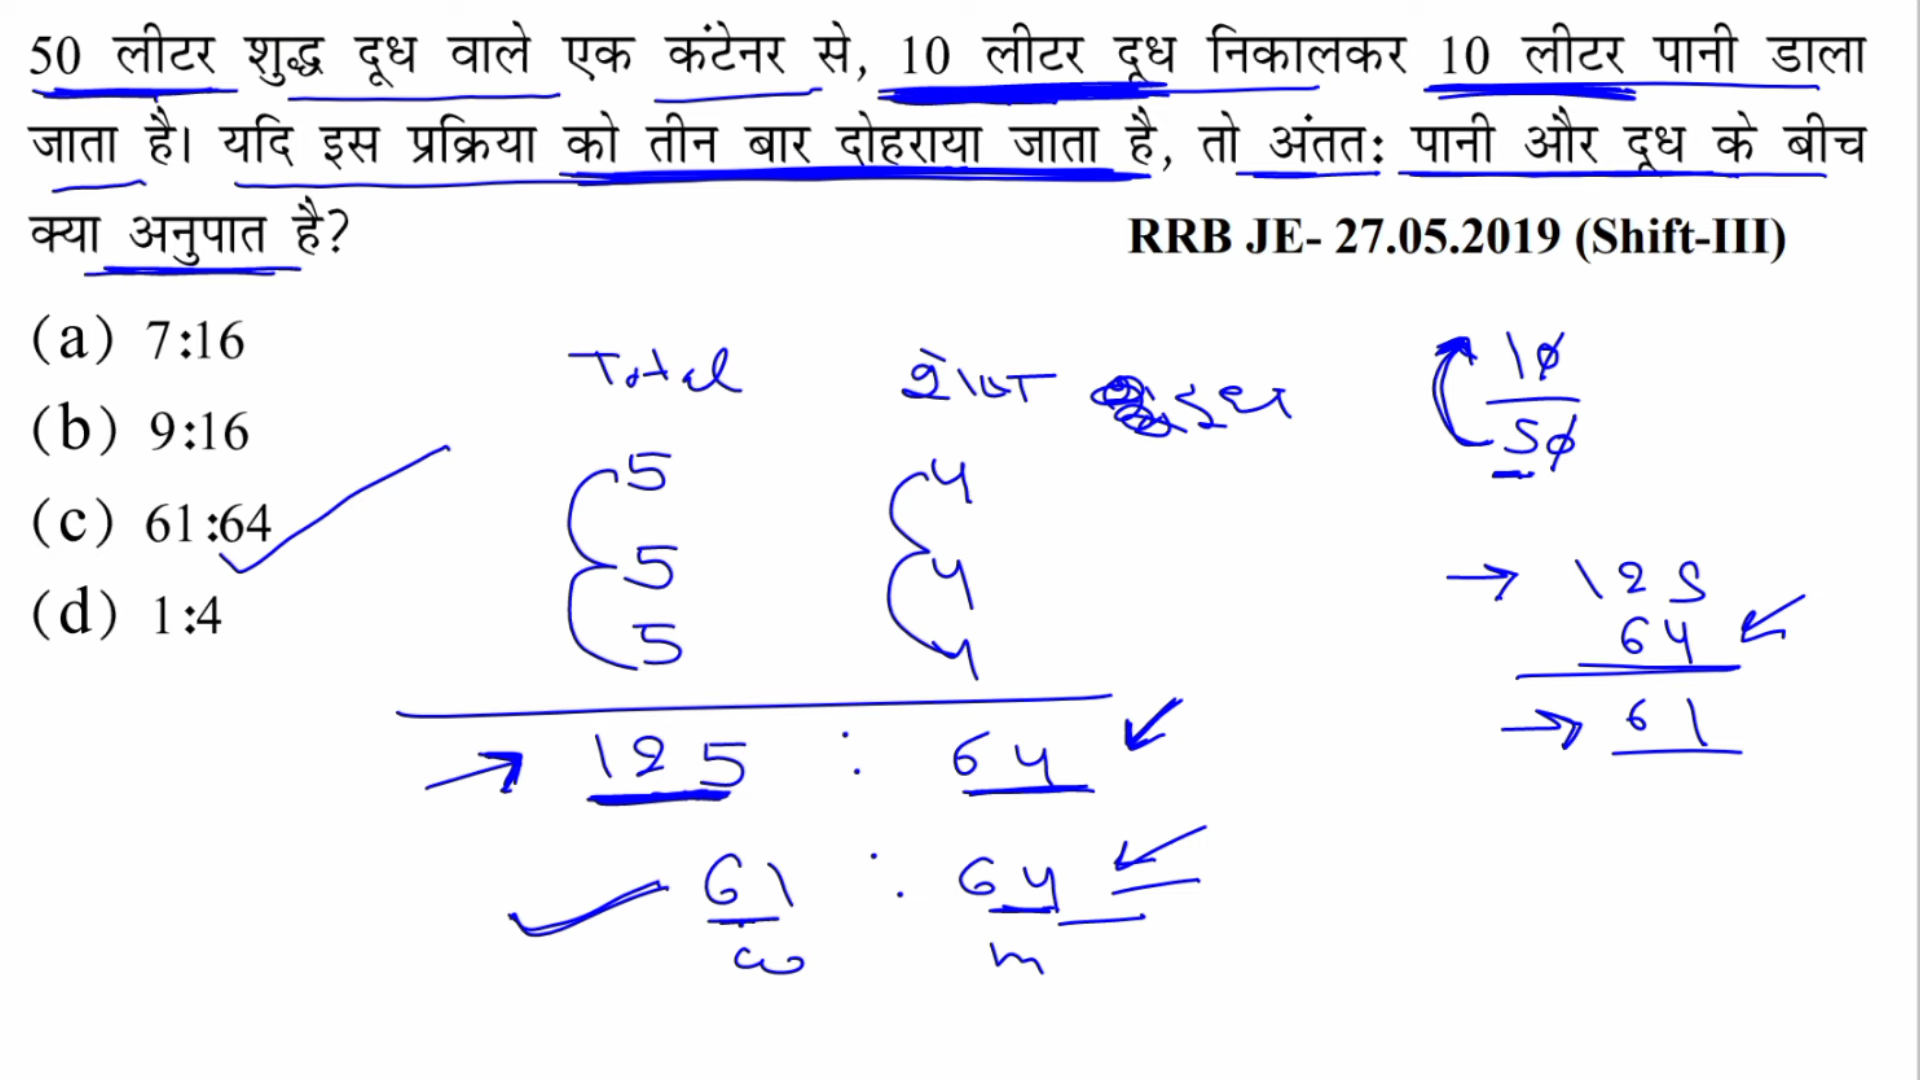 50 लीटर शुद्ध दूध वाले एक कंटेनर से, 10 लीटर दूध निकालकर 10 लीटर पानी डाला
जाता है। यदि इस प्रक्रिया को तीन बार दोहराया जाता है, तो अंततः पानी और दूध के बीच
क्या अनुपात है?
RRB JE- 27.05.2019 (Shift-III)
(a) 7:16
(b) 9:16
(c) 61:64
(d) 1:4
Total
5 4
5 4
5 4
125 : 64
61 : 64
w m
10
50
125
64
61